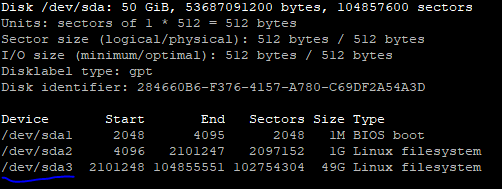 Disk /dev/sda: 50 GiB, 53687091200 bytes, 104857600 sectors
Units: sectors of 1 * 512 = 512 bytes
Sector size (logical/physical): 512 bytes / 512 bytes
I/O size (minimum/optimal): 512 bytes / 512 bytes
Disklabel type: gpt
Disk identifier: 284660B6-F376-4157-A780-C69DF2A54A3D
Device Start End Sectors Size Type
/dev/sda1 2048 4095 2048 1M BIOS boot
/dev/sda2 4096 2101247 2097152 1G Linux filesystem
/dev/sda3 2101248 104855551 102754304 49G Linux filesystem